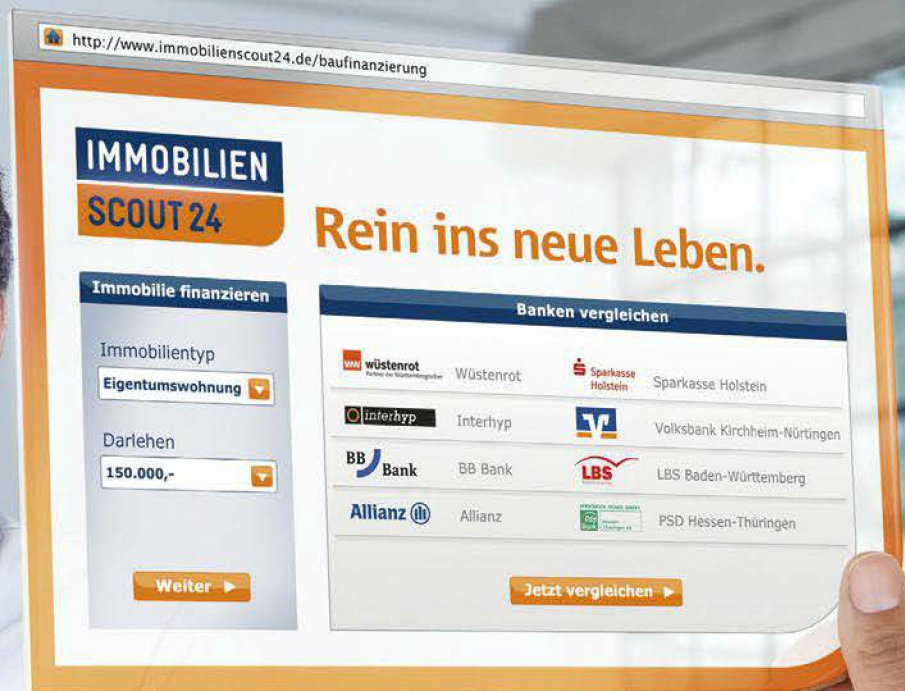 http://www.immobilienscout24.de/baufinanzierung
IMMOBILIEN
SCOUT 24
Rein ins neue Leben.
Immobilie finanzieren
Immobilientyp
Eigentumswohnung
Darlehen
150.000,-
Weiter
Banken vergleichen
ww wüstenrot
Wüstenrot
Sparkasse
Holstein
Sparkasse Holstein
interhyp
Interhyp
Volksbank Kirchheim-Nürtingen
BB
Bank
BB Bank
LBS
LBS Baden-Württemberg
Allianz
Allianz
PSD Hessen-Thüringen
Jetzt vergleichen